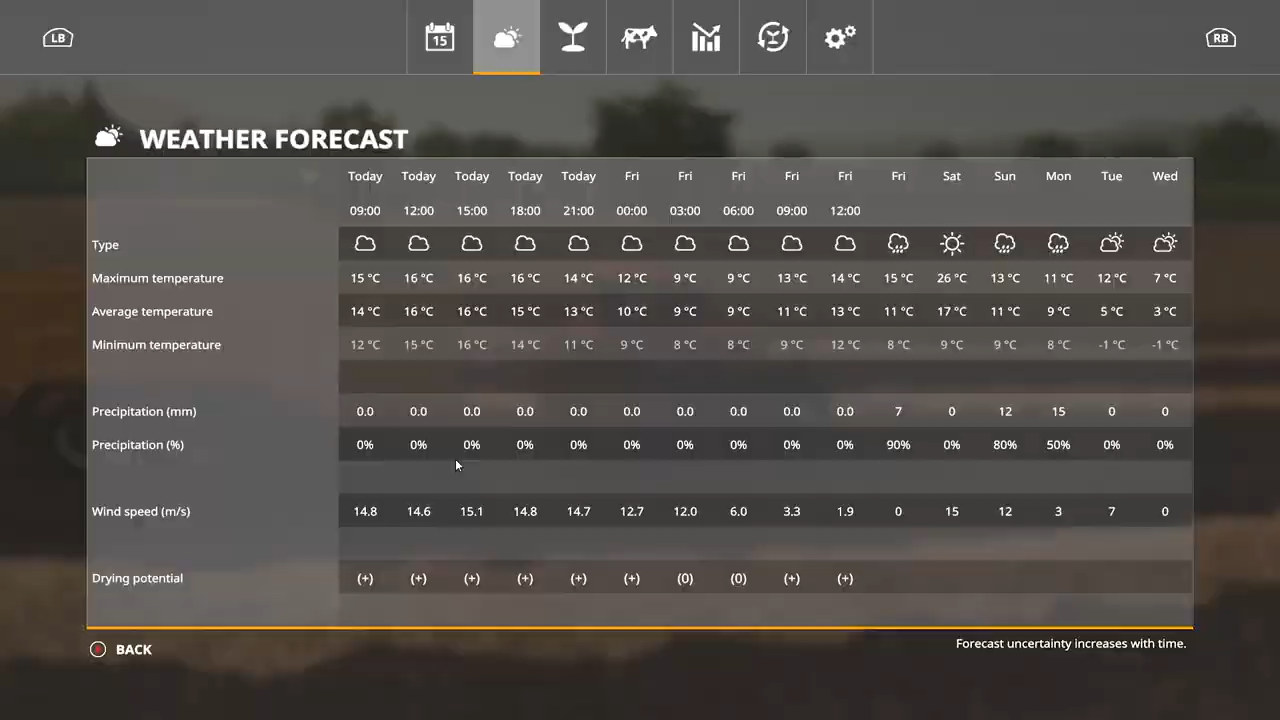 LB
15
RB
WEATHER FORECAST
Today Today Today Today Today Fri Fri Fri Fri Fri Fri Sat Sun Mon Tue Wed
09:00 12:00 15:00 18:00 21:00 00:00 03:00 06:00 09:00 12:00
Type
Maximum temperature 15 °C 16 °C 16 °C 16 °C 14 °C 12 °C 9 °C 9 °C 13 °C 14 °C 15 °C 26 °C 13 °C 11 °C 12 °C 7 °C
Average temperature 14 °C 16 °C 16 °C 15 °C 13 °C 10 °C 9 °C 9 °C 11 °C 13 °C 11 °C 17 °C 11 °C 9 °C 5 °C 3 °C
Minimum temperature 12 °C 15 °C 16 °C 14 °C 11 °C 9 °C 8 °C 8 °C 9 °C 12 °C 8 °C 9 °C 9 °C 8 °C -1 °C -1 °C
Precipitation (mm) 0.0 0.0 0.0 0.0 0.0 0.0 0.0 0.0 0.0 0.0 7 0 12 15 0 0
Precipitation (%) 0% 0% 0% 0% 0% 0% 0% 0% 0% 0% 90% 0% 80% 50% 0% 0%
Wind speed (m/s) 14.8 14.6 15.1 14.8 14.7 12.7 12.0 6.0 3.3 1.9 0 15 12 3 7 0
Drying potential (+) (+) (+) (+) (+) (+) (0) (0) (+) (+)
BACK
Forecast uncertainty increases with time.